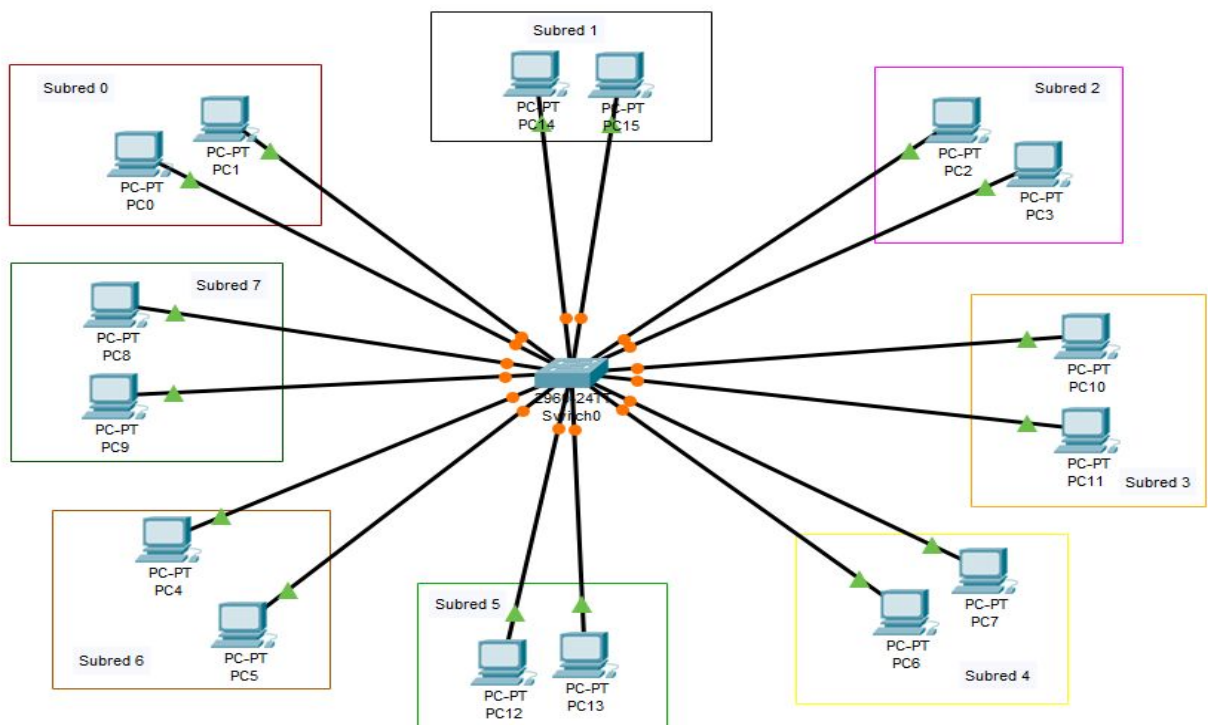 Subred 0
PC-PT
PC1
PC-PT
PC0
Subred 1
PC-PT
PC14
PC-PT
PC15
Subred 2
PC-PT
PC2
PC-PT
PC3
Subred 7
PC-PT
PC8
PC-PT
PC9
Switch0
PC-PT
PC10
PC-PT
PC11
Subred 3
PC-PT
PC4
PC-PT
PC5
Subred 6
Subred 5
PC-PT
PC12
PC-PT
PC13
PC-PT
PC7
PC-PT
PC6
Subred 4